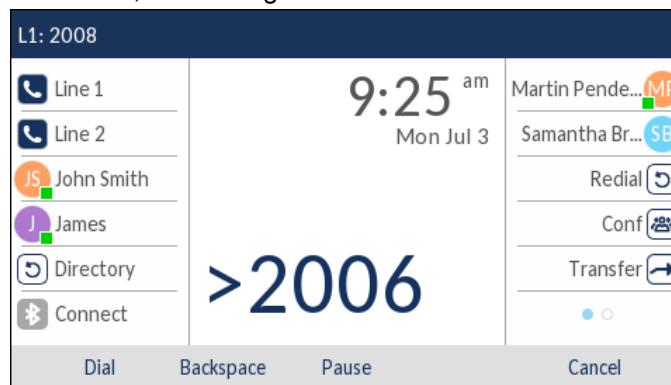 L1: 2008
Line 1
Line 2
JS John Smith
J James
Directory
Connect
9:25 am
Mon Jul 3
>2006
Martin Pende... MP
Samantha Br... SB
Redial
Conf
Transfer
Dial Backspace Pause Cancel